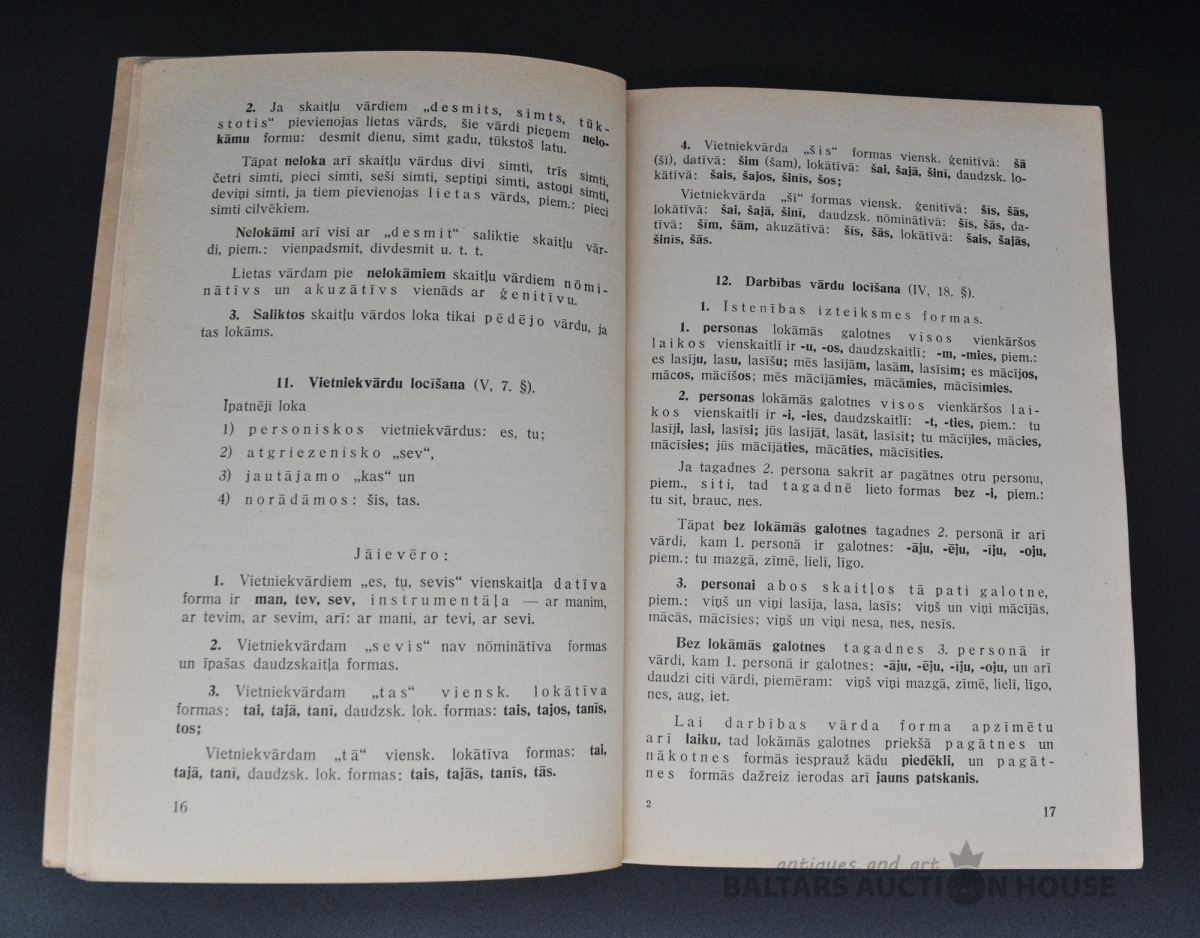 2. Ja skaitļu vārdiem „desmits, simts, tūk-
stotis“ pievienojas lietas vārds, šie vārdi pieņem nelo-
kāmu formu: desmit dienu, simt gadu, tūkstoš latu.
Tāpat neloka arī skaitļu vārdus divi simti, trīs simti,
četri simti, pieci simti, seši simti, septiņi simti, astoņi simti,
deviņi simti, ja tiem pievienojas lietas vārds, piem.: pieci
simti cilvēkiem.
Nelokāmi arī visi ar „desmit“ saliktie skaitļu vār-
di, piem.: vienpadsmit, divdesmit u. t. t.
Lietas vārdam pie nelokāmiem skaitļu vārdiem nōmi-
nātīvs un akuzātīvs vienāds ar ģenitīvu.
3. Saliktos skaitļu vārdos loka tikai pēdējo vārdu, ja
tas lokāms.
11. Vietniekvārdu locīšana (V, 7. §).
Īpatnēji loka
1) personiskos vietniekvārdus: es, tu;
2) atgriezenisko „sev“,
3) jautājamo „kas“ un
4) norādāmos: šis, tas.
Jāievēro:
1. Vietniekvārdiem „es, tu, sevis“ vienskaitļa datīva
forma ir man, tev, sev, instrumentāļa — ar manim,
ar tevim, ar sevim, arī: ar mani, ar tevi, ar sevi.
2. Vietniekvārdam „sevis“ nav nōminātīva formas
un īpašas daudzskaitļa formas.
3. Vietniekvārdam „tas“ viensk. lokātīva
formas: tai, tajā, tanī, daudzsk. lok. formas: tais, tajos, tanīs,
tos;
Vietniekvārdam „tā“ viensk. lokātīva formas: tai,
tajā, tanī, daudzsk. lok. formas: tais, tajās, tanīs, tās.
16
4. Vietniekvārda „šis“ formas viensk. ģenitīvā: šā
(šī), datīvā: šim (šam), lokātīvā: šai, šajā, šinī, daudzsk. lo-
kātīvā: šais, šajos, šinīs, šos;
Vietniekvārda „šī“ formas viensk. ģenitīvā: šīs, šās,
lokātīvā: šai, šajā, šinī, daudzsk. nōminātīvā: šīs, šās, da-
tīvā: šīm, šām, akuzātīvā: šīs, šās, lokātīvā: šais, šajās,
šinīs, šās.
12. Darbības vārdu locīšana (IV, 18. §).
1. Īstenības izteiksmes formas.
1. personas lokāmās galotnes visos vienkāršos
laikos vienskaitlī ir -u, -os, daudzskaitlī: -m, -mies, piem.:
es lasīju, lasu, lasīšu; mēs lasījām, lasām, lasīsim; es mācījos,
mācos, mācīšos; mēs mācījāmies, mācāmies, mācīsimies.
2. personas lokāmās galotnes visos vienkāršos lai-
kos vienskaitlī ir -i, -ies, daudzskaitlī: -t, -ties, piem.: tu
lasīji, lasi, lasīsi; jūs lasījāt, lasāt, lasīsit; tu mācījies, mācies,
mācīsies; jūs mācījāties, mācāties, mācīsities.
Ja tagadnes 2. persona sakrīt ar pagātnes otru personu,
piem., siti, tad tagadnē lieto formas bez -i, piem.:
tu sit, brauc, nes.
Tāpat bez lokāmās galotnes tagadnes 2. personā ir arī
vārdi, kam 1. personā ir galotnes: -āju, -ēju, -īju, -oju,
piem.: tu mazgā, zīmē, lielī, līgo.
3. personai abos skaitļos tā pati galotne,
piem.: viņš un viņi lasīja, lasa, lasīs; viņš un viņi mācījās,
mācās, mācīsies; viņš un viņi nesa, nes, nesīs.
Bez lokāmās galotnes tagadnes 3. personā ir
vārdi, kam 1. personā ir galotnes: -āju, -ēju, -īju, -oju, un arī
daudzi citi vārdi, piemēram: viņš viņi mazgā, zīmē, lielī, līgo,
nes, aug, iet.
Lai darbības vārda forma apzīmētu
arī laiku, tad lokāmās galotnes priekšā pagātnes un
nākotnes formās iesprauž kādu piedēkli, un pagāt-
nes formās dažreiz ierodas arī jauns patskanis.
2
17
antiques and art
BALTARS AUCTION HOUSE